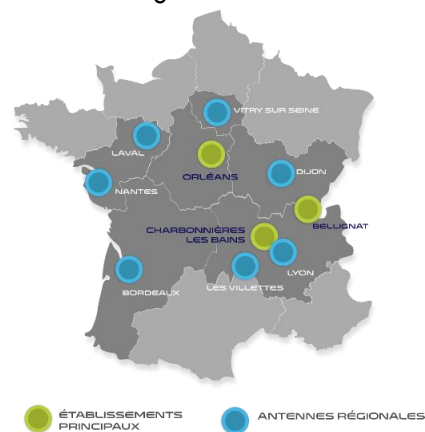 VITRY SUR SEINE
LAVAL
ORLÉANS
DIJON
NANTES
BELLIGNAT
CHARBONNIÈRES
LES BAINS
LYON
LES VILLETTES
BORDEAUX
ÉTABLISSEMENTS
PRINCIPAUX
ANTENNES RÉGIONALES